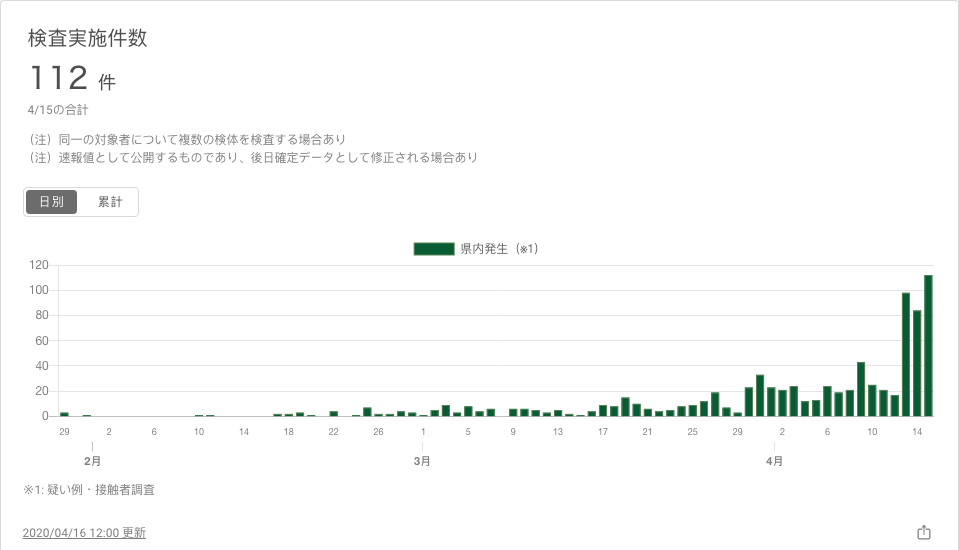 検査実施件数
112 件
4/15の合計
（注）同一の対象者について複数の検体を検査する場合あり
（注）速報値として公開するものであり、後日確定データとして修正される場合あり
日別 累計
県内発生（※1）
120
100
80
60
40
20
0
29 2 6 10 14 18 22 26 1 5 9 13 17 21 25 29 2 6 10 14
2月 3月 4月
※1: 疑い例・接触者調査
2020/04/16 12:00 更新